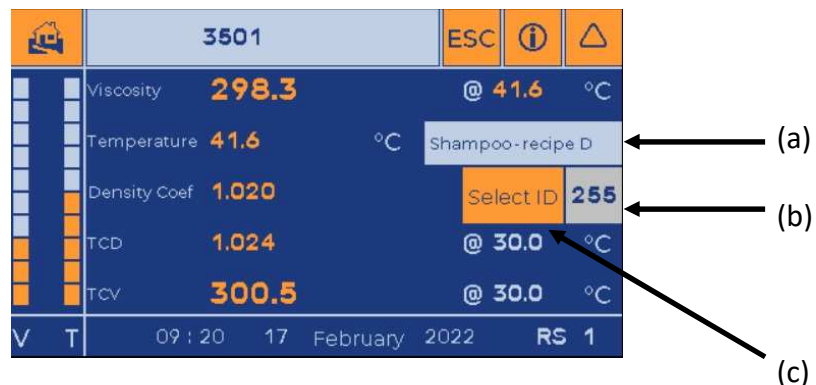 3501 ESC
Viscosity 298.3 @ 41.6 °C
Temperature 41.6 °C Shampoo-recipe D
(a)
Density Coef 1.020 Select ID 255
(b)
TCD 1.024 @ 30.0 °C
TCV 300.5 @ 30.0 °C
V T 09:20 17 February 2022 RS 1
(c)